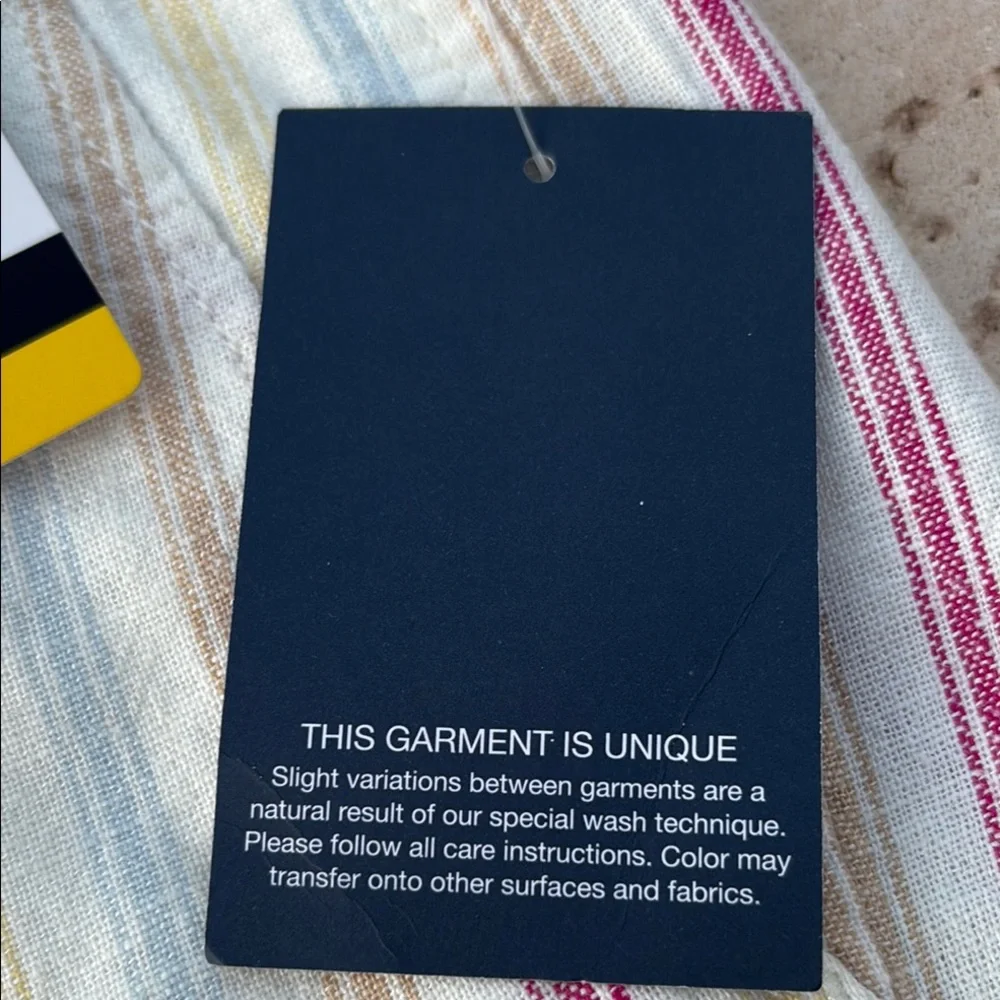 THIS GARMENT IS UNIQUE
Slight variations between garments are a
natural result of our special wash technique.
Please follow all care instructions. Color may
transfer onto other surfaces and fabrics.